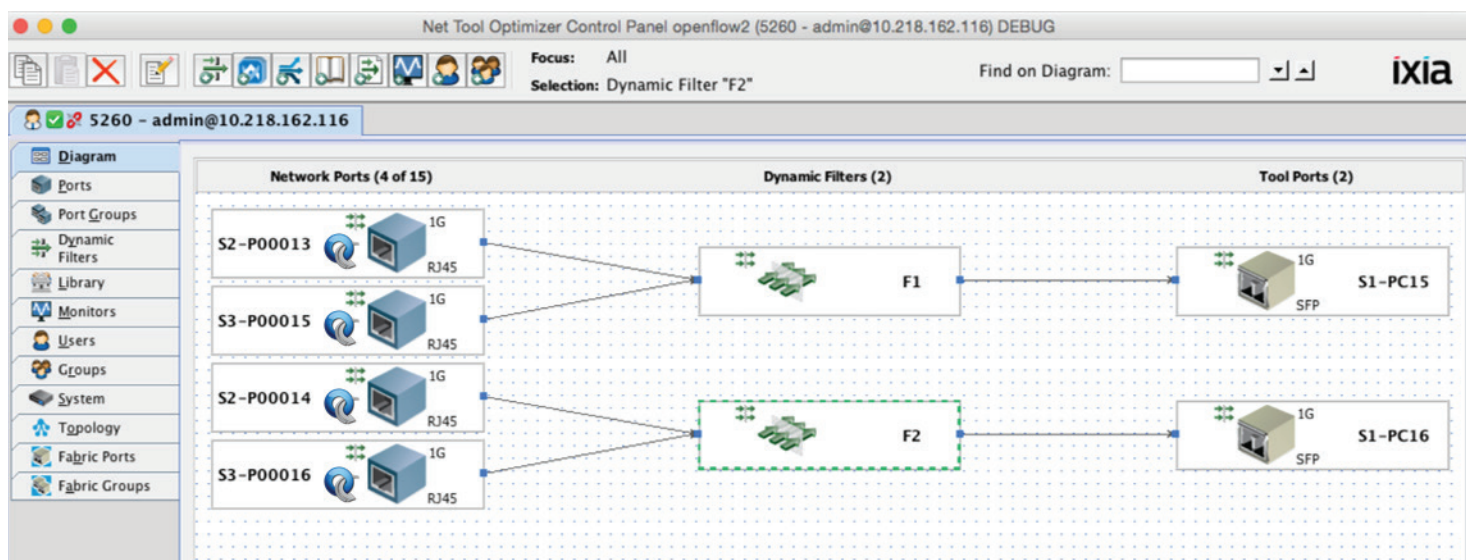 Net Tool Optimizer Control Panel openflow2 (5260 - admin@10.218.162.116) DEBUG
Focus: All
Selection: Dynamic Filter "F2"
Find on Diagram:
ixia
5260 - admin@10.218.162.116
Diagram
Ports
Port Groups
Dynamic
Filters
Library
Monitors
Users
Groups
System
Topology
Fabric Ports
Fabric Groups
Network Ports (4 of 15)
Dynamic Filters (2)
Tool Ports (2)
S2-P00013
1G
RJ45
S3-P00015
1G
RJ45
S2-P00014
1G
RJ45
S3-P00016
1G
RJ45
F1
F2
1G
SFP
S1-PC15
1G
SFP
S1-PC16